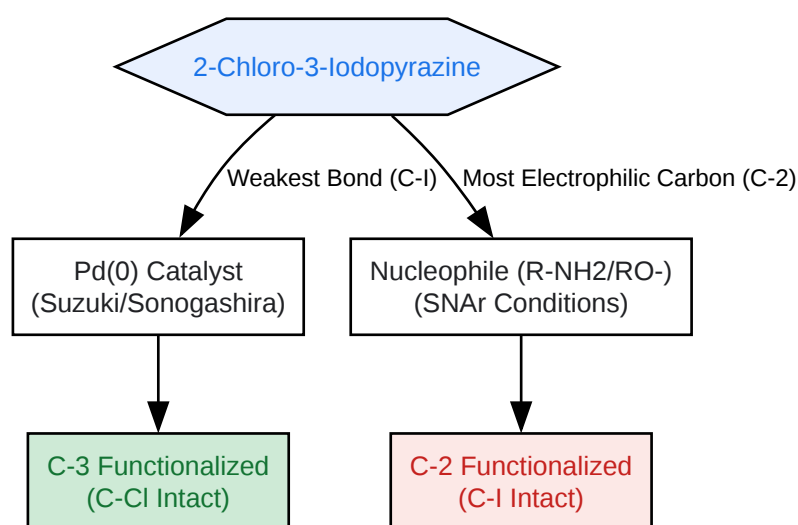 2-Chloro-3-Iodopyrazine
Weakest Bond (C-I)
Most Electrophilic Carbon (C-2)
Pd(0) Catalyst
(Suzuki/Sonogashira)
Nucleophile (R-NH2/RO-)
(SNAr Conditions)
C-3 Functionalized
(C-Cl Intact)
C-2 Functionalized
(C-I Intact)